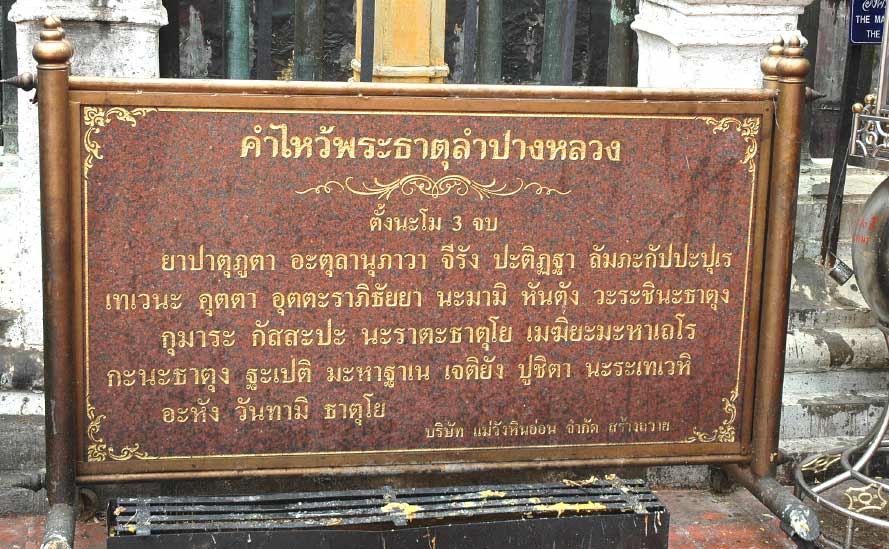 คำไหว้พระธาตุลำปางหลวง
ตั้งนะโม 3 จบ
ยาปาตุภูตา อะตุลานุภาวา จีรัง ปะติฏฐา ลัมภะกัปปะปุเร
เทเวนะ คุตตา อุตตะราภิธัยยา นะมามิ หันตัง วะระชินะธาตุง
กุมาระ กัสสะปะ นะราตะธาตุโย เมฆิยะมะหาเถโร
กะนะธาตุง ฐะเปติ มะหาฐาเน เจติยัง ปูชิตา นะระเทเวหิ
อะหัง วันทามิ ธาตุโย
บริษัท แม่วังหินอ่อน จำกัด สร้างถวาย
THE MA
THE